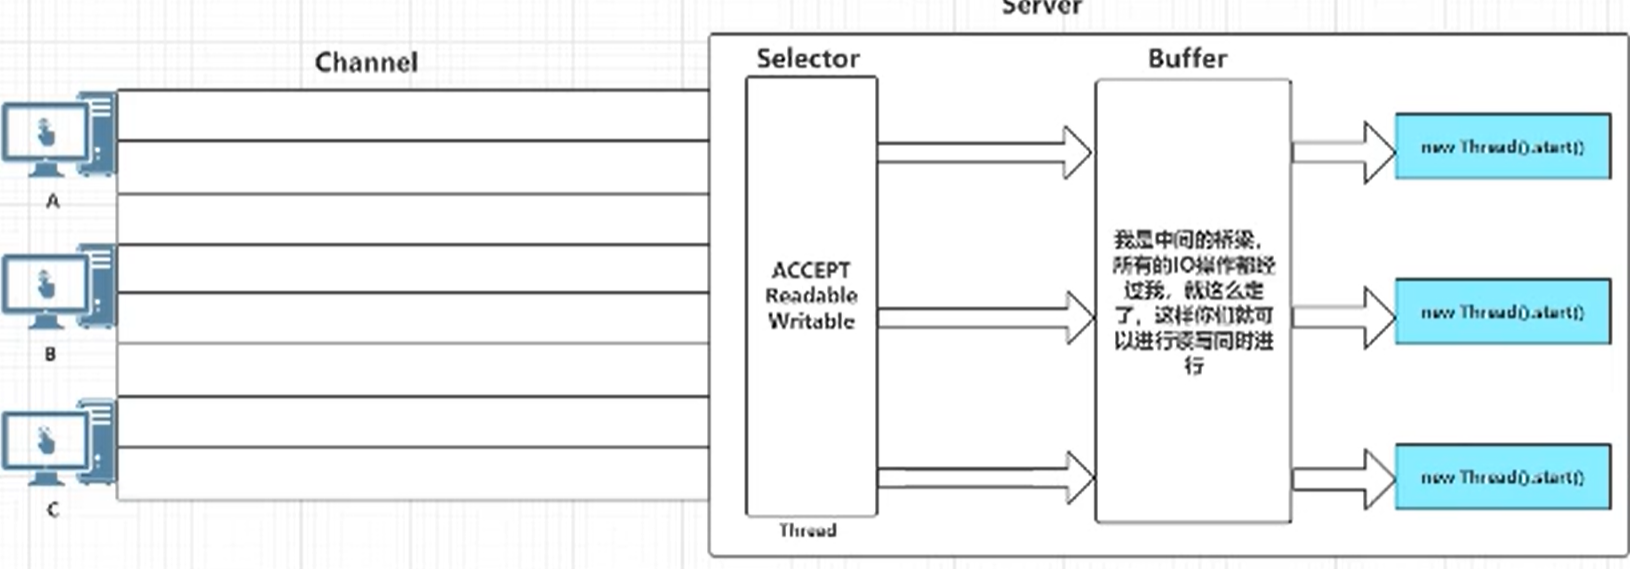 Server
Channel
Selector
Buffer
A
B
C
ACCEPT
Readable
Writable
Thread
我是中间的桥梁,
所有的IO操作都经
过我, 就这么定
了, 这样你们就可
以进行读写同时进
行
new Thread().start()
new Thread().start()
new Thread().start()